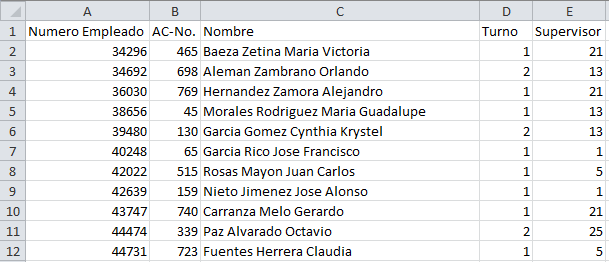 A B C D E
1 Numero Empleado AC-No. Nombre Turno Supervisor
2 34296 465 Baeza Zetina Maria Victoria 1 21
3 34692 698 Aleman Zambrano Orlando 2 13
4 36030 769 Hernandez Zamora Alejandro 1 21
5 38656 45 Morales Rodriguez Maria Guadalupe 1 13
6 39480 130 Garcia Gomez Cynthia Krystel 2 13
7 40248 65 Garcia Rico Jose Francisco 1 1
8 42022 515 Rosas Mayon Juan Carlos 1 5
9 42639 159 Nieto Jimenez Jose Alonso 1 1
10 43747 740 Carranza Melo Gerardo 1 21
11 44474 339 Paz Alvarado Octavio 2 25
12 44731 723 Fuentes Herrera Claudia 1 5